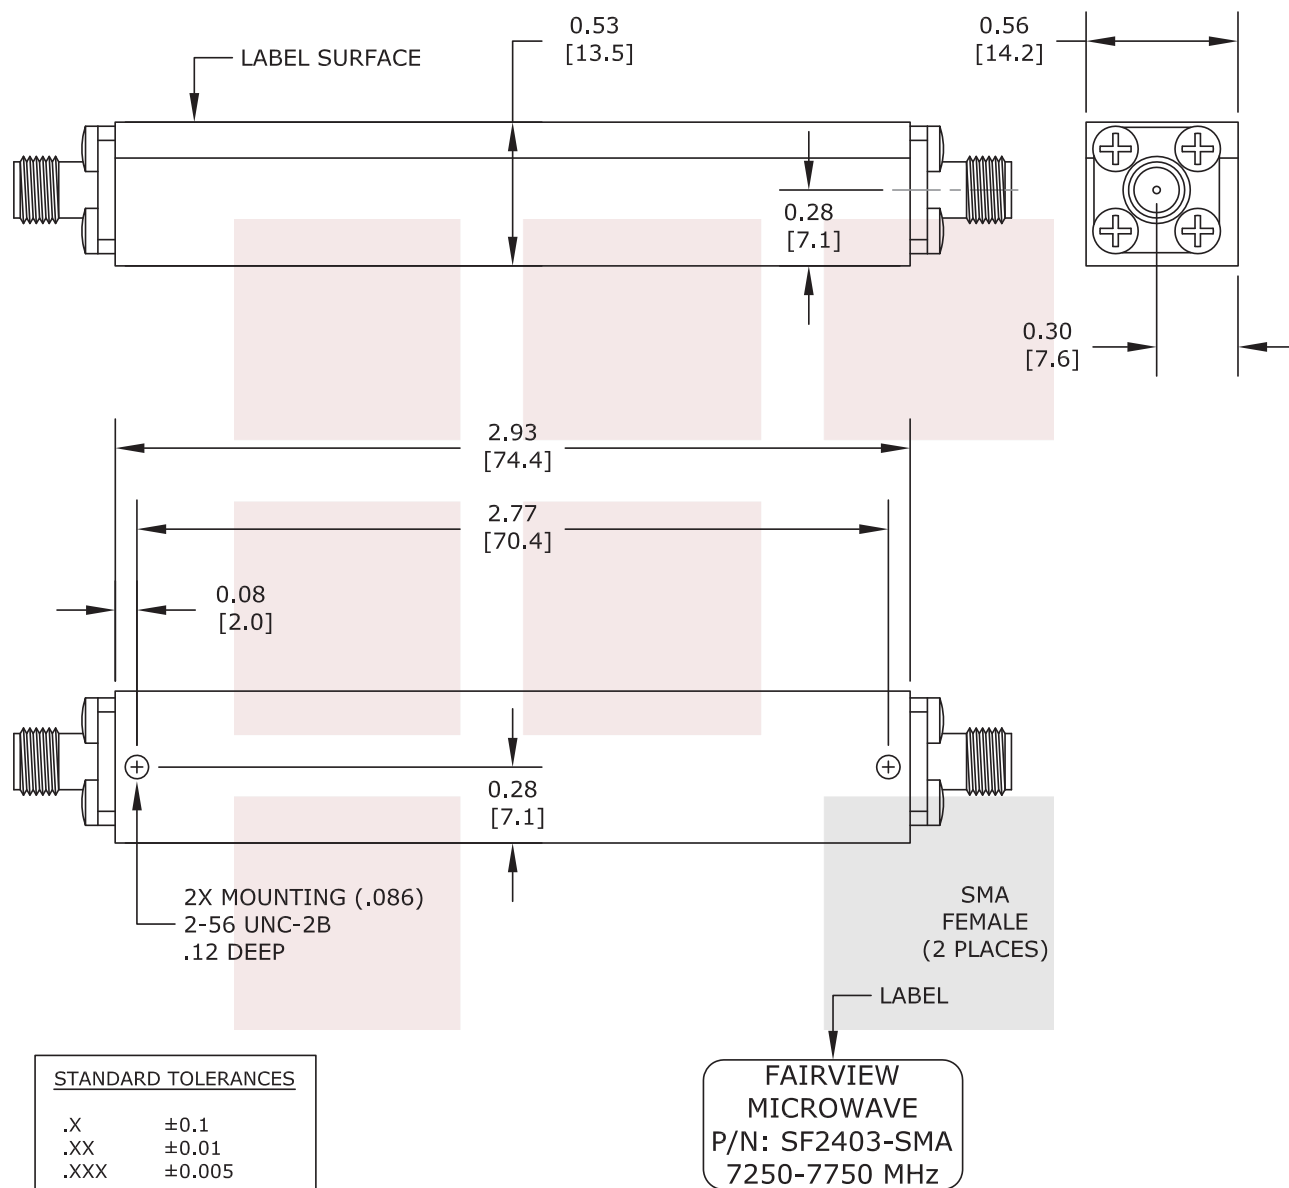 0.53
[13.5]
0.56
[14.2]
LABEL SURFACE
0.28
[7.1]
0.30
[7.6]
2.93
[74.4]
2.77
[70.4]
0.08
[2.0]
0.28
[7.1]
2X MOUNTING (.086)
2-56 UNC-2B
.12 DEEP
SMA
FEMALE
(2 PLACES)
LABEL
STANDARD TOLERANCES
.X ±0.1
.XX ±0.01
.XXX ±0.005
FAIRVIEW
MICROWAVE
P/N: SF2403-SMA
7250-7750 MHz